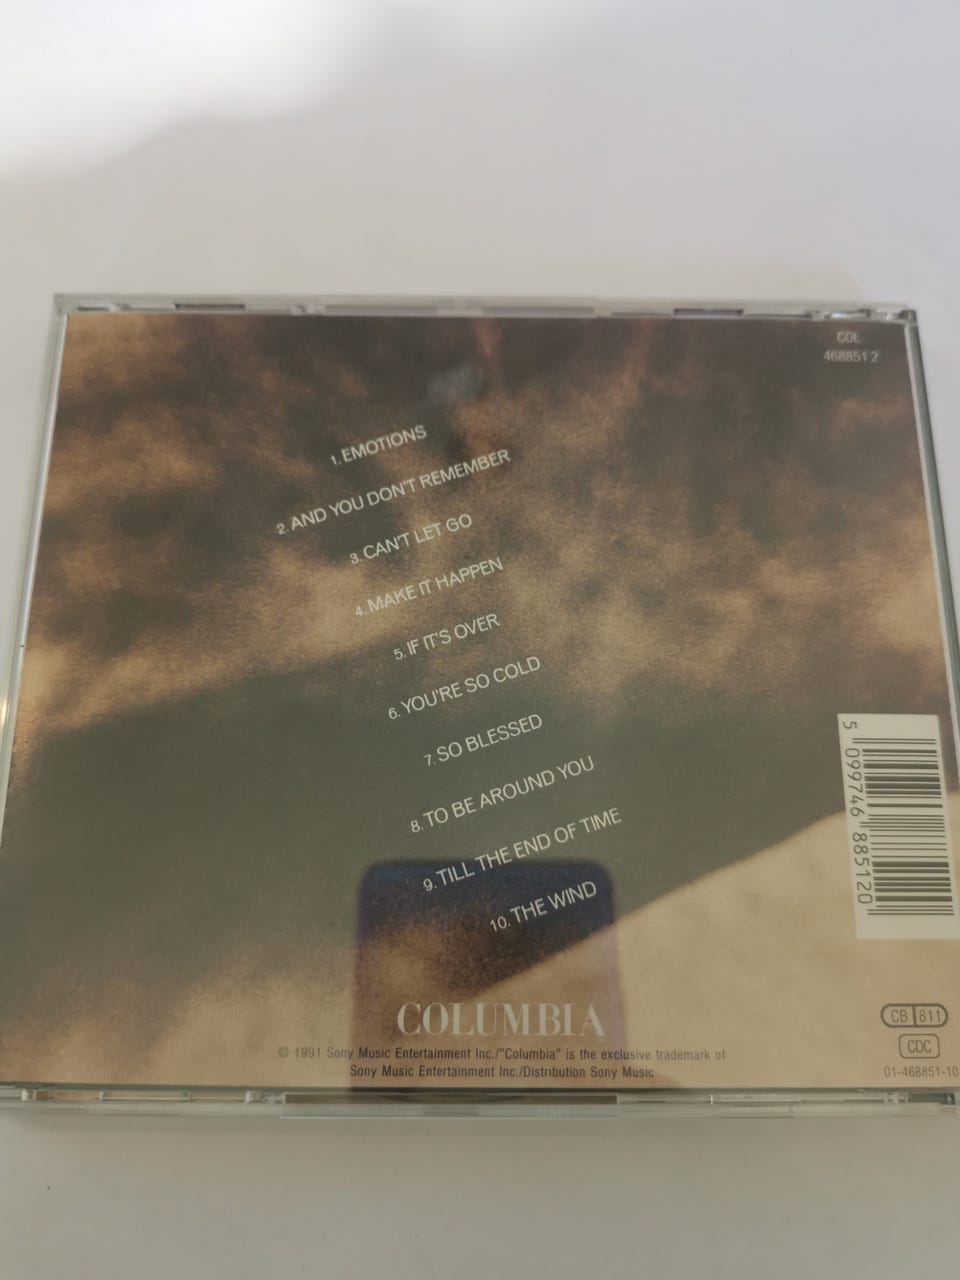 COL
468851 2
1. EMOTIONS
2. AND YOU DON'T REMEMBER
3. CAN'T LET GO
4. MAKE IT HAPPEN
5. IF IT'S OVER
6. YOU'RE SO COLD
7. SO BLESSED
8. TO BE AROUND YOU
9. TILL THE END OF TIME
10. THE WIND
5 099746 885120
COLUMBIA
© 1991 Sony Music Entertainment Inc./"Columbia" is the exclusive trademark of
Sony Music Entertainment Inc./Distribution Sony Music
CB 811
CDC
01-468851-10